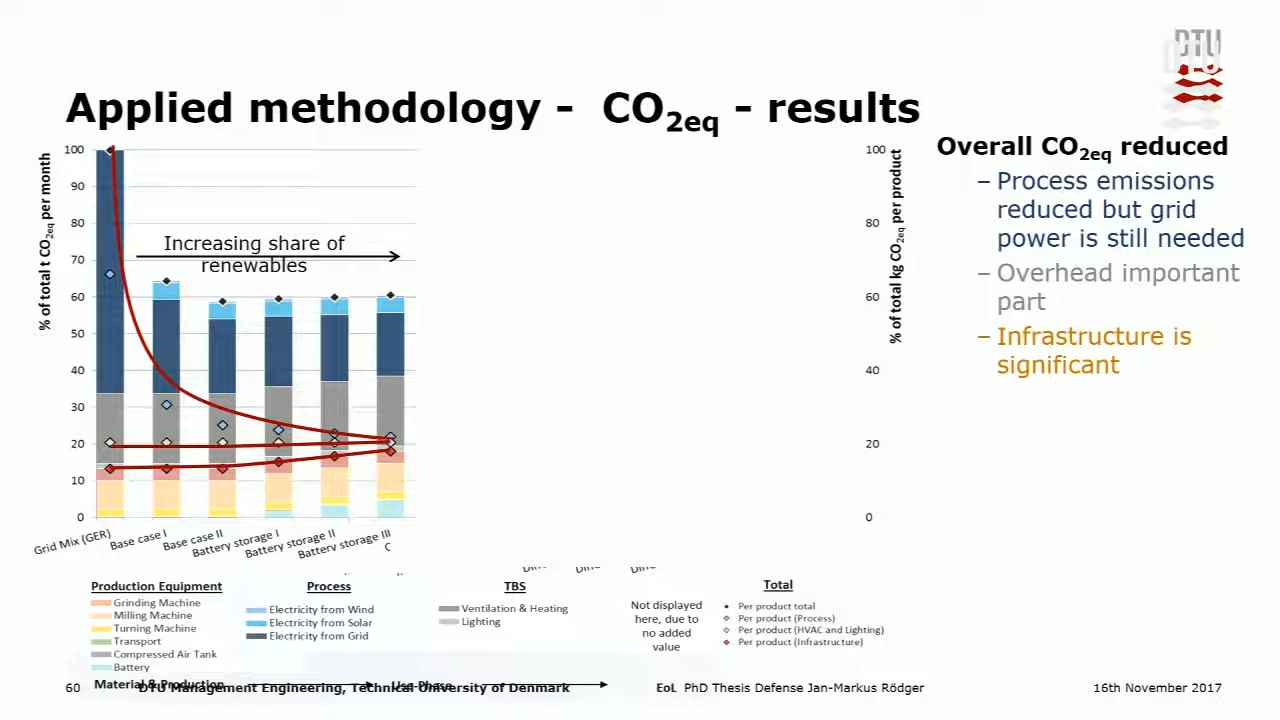 DTU
Applied methodology - CO2eq - results
% of total t CO2eq per month
100
90
80
70
60
50
40
30
20
10
0
Increasing share of
renewables
Grid Mix (GER)
Base case I
Base case II
Battery storage I
Battery storage II
Battery storage III
100
80
60
40
20
0
% of total kg CO2eq per product
Overall CO2eq reduced
– Process emissions
reduced but grid
power is still needed
– Overhead important
part
– Infrastructure is
significant
Production Equipment
Grinding Machine
Milling Machine
Turning Machine
Transport
Compressed Air Tank
Battery
Process
Electricity from Wind
Electricity from Solar
Electricity from Grid
TBS
Ventilation & Heating
Lighting
Not displayed
here, due to
no added
value
Total
Per product total
Per product (Process)
Per product (HVAC and Lighting)
Per product (Infrastructure)
Material & Production
Use-Phase
EoL
60
DTU Management Engineering, Technical University of Denmark
PhD Thesis Defense Jan-Markus Rödger
16th November 2017